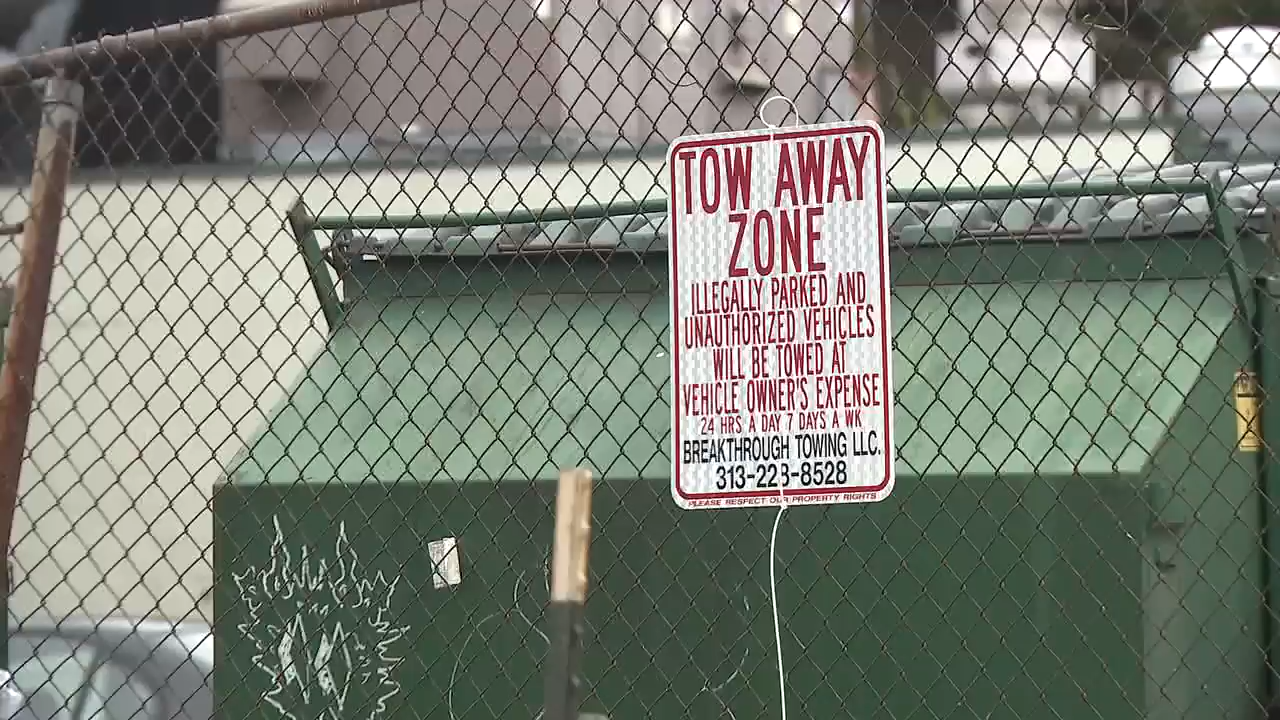 TOW AWAY
ZONE
ILLEGALLY PARKED AND
UNAUTHORIZED VEHICLES
WILL BE TOWED AT
VEHICLE OWNER'S EXPENSE
24 HRS A DAY 7 DAYS A WK
BREAKTHROUGH TOWING LLC.
313-223-8528
PLEASE RESPECT OUR PROPERTY RIGHTS